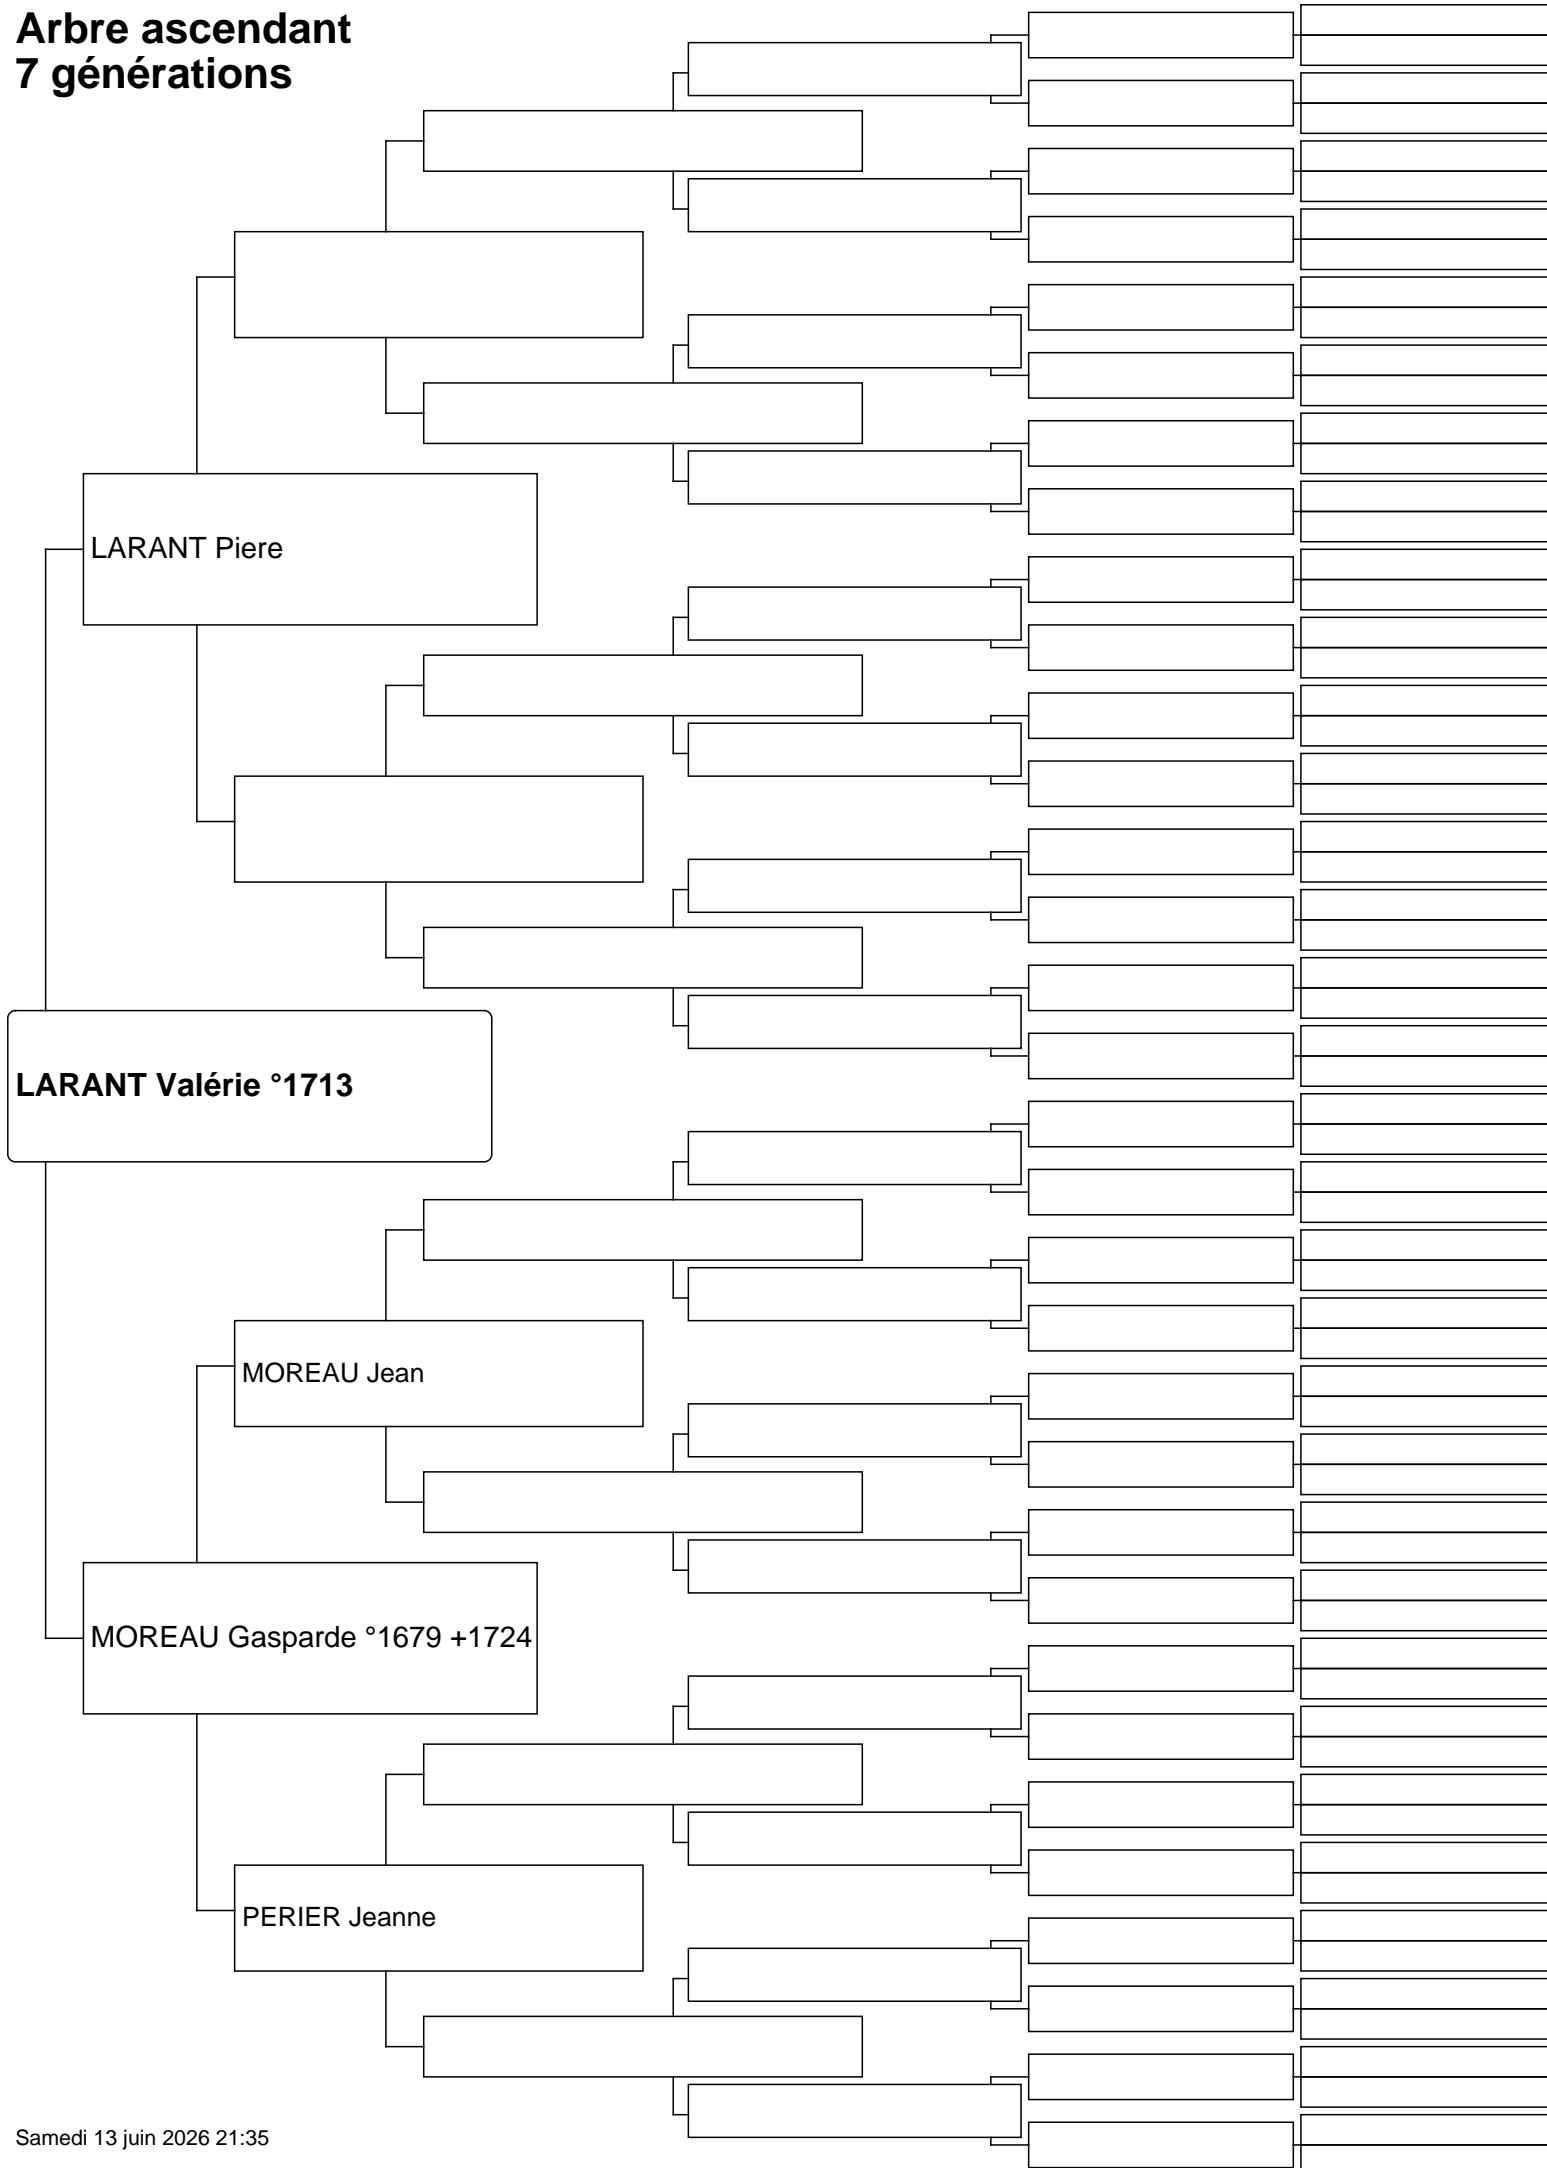 Arbre ascendant
7 générations
LARANT Piere
LARANT Valérie °1713
MOREAU Jean
MOREAU Gasparde °1679 +1724
PERIER Jeanne
Samedi 13 juin 2026 21:35